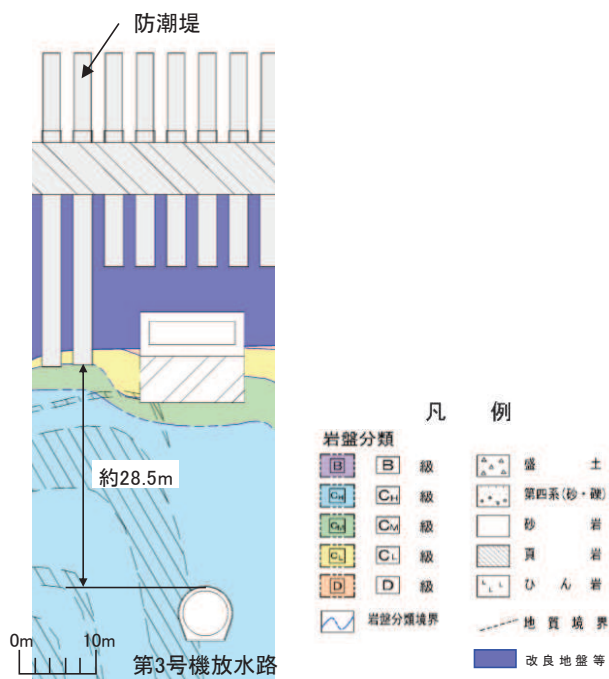 防潮堤
約28.5m
0m 10m
第3号機放水路
凡 例
岩盤分類
B B 級
CH CH 級
CM CM 級
CL CL 級
D D 級
岩盤分類境界
盛 土
第四系(砂・礫)
砂 岩
頁 岩
ひ ん 岩
地 質 境 界
改 良 地 盤 等